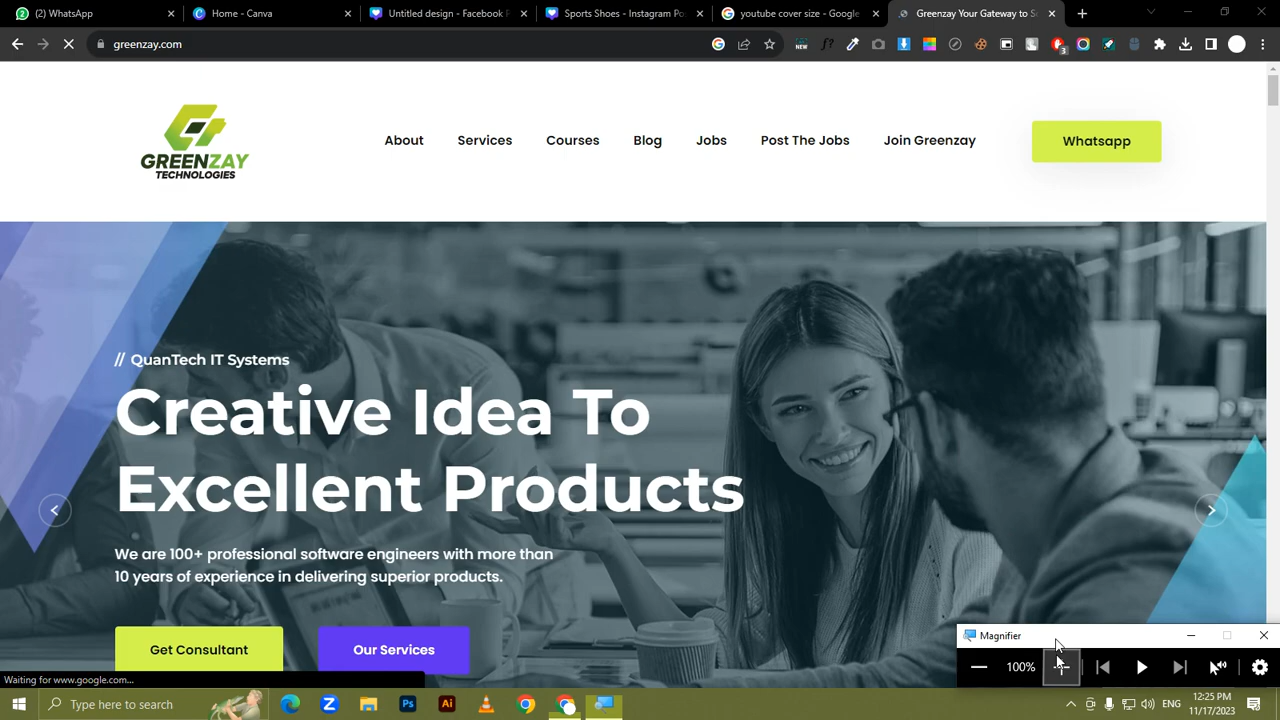 (2) WhatsApp
Home - Canva
Untitled design - Facebook P
Sports Shoes - Instagram Po
youtube cover size - Google
Greenzay Your Gateway to S
greenzay.com
NEW
f?
3
GREENZAY
TECHNOLOGIES
About
Services
Courses
Blog
Jobs
Post The Jobs
Join Greenzay
Whatsapp
// QuanTech IT Systems
Creative Idea To
Excellent Products
We are 100+ professional software engineers with more than
10 years of experience in delivering superior products.
Get Consultant
Our Services
Magnifier
100%
Waiting for www.google.com...
Type here to search
Ps
Ai
ENG
12:25 PM
11/17/2023